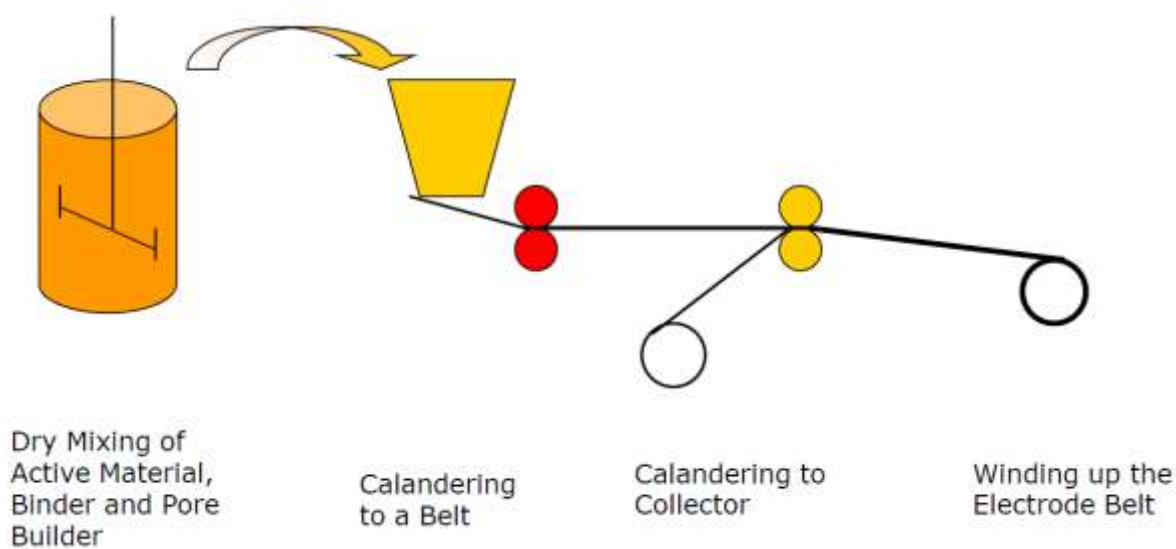 Dry Mixing of
Active Material,
Binder and Pore
Builder
Calandering
to a Belt
Calandering to
Collector
Winding up the
Electrode Belt